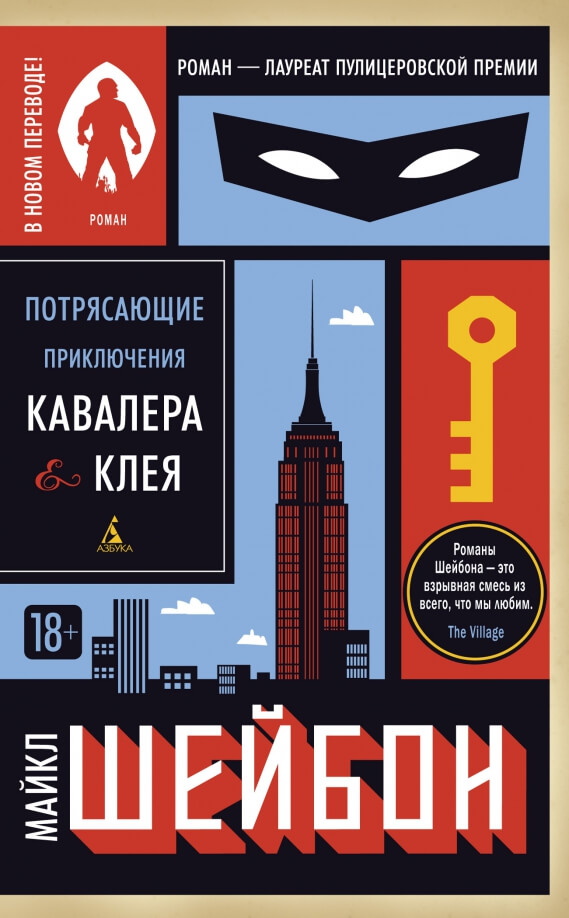 В НОВОМ ПЕРЕВОДЕ!
РОМАН
РОМАН — ЛАУРЕАТ ПУЛИЦЕРОВСКОЙ ПРЕМИИ
ПОТРЯСАЮЩИЕ
ПРИКЛЮЧЕНИЯ
КАВАЛЕРА
& КЛЕЯ
АЗБУКА
Романы
Шейбона — это
взрывная смесь из
всего, что мы любим.
The Village
18+
МАЙКЛ
ШЕЙБОН